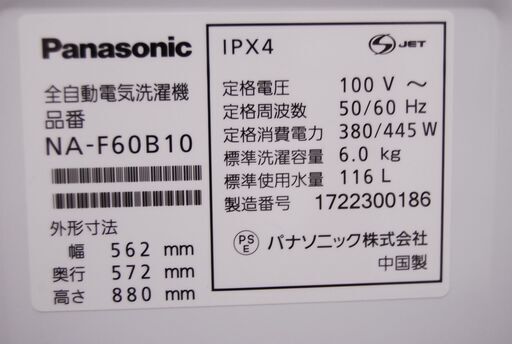 Panasonic
全自動電気洗濯機
品番
NA-F60B10
外形寸法
幅 562 mm
奥行 572 mm
高さ 880 mm
IPX4
S JET
定格電圧 100 V ～
定格周波数 50/60 Hz
定格消費電力 380/445 W
標準洗濯容量 6.0 kg
標準使用水量 116 L
製造番号 1722300186
PS
E
パナソニック株式会社
中国製